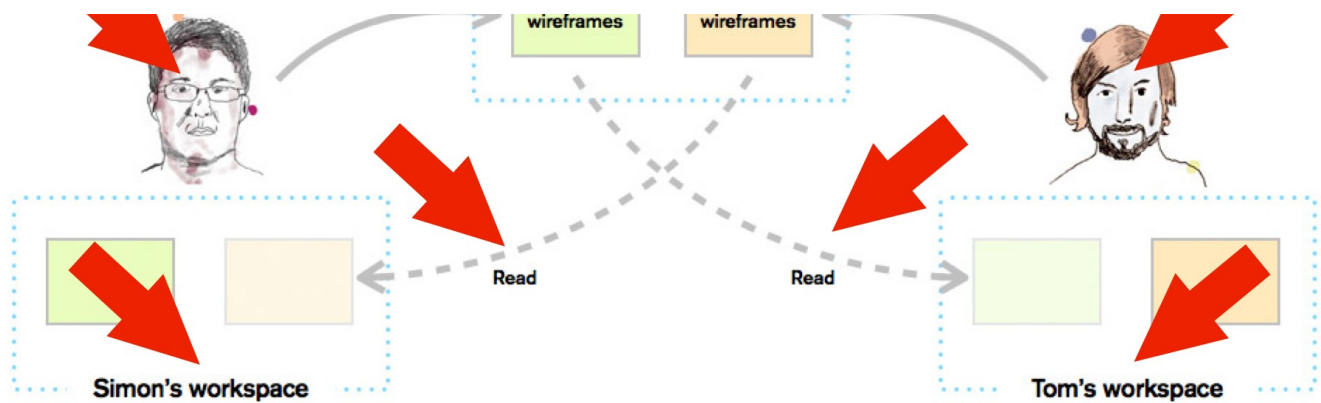 wireframes
wireframes
Read
Read
Simon's workspace
Tom's workspace